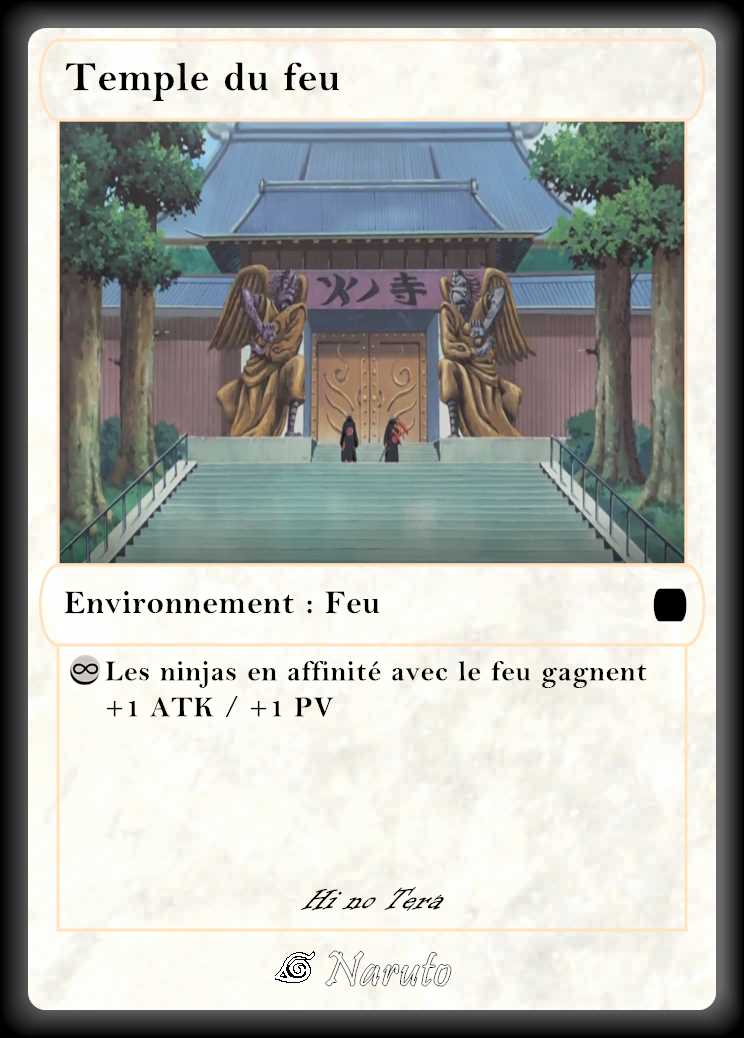 Temple du feu
火ノ寺
Environnement : Feu
∞ Les ninjas en affinité avec le feu gagnent
+1 ATK / +1 PV
Hi no Tera
Naruto